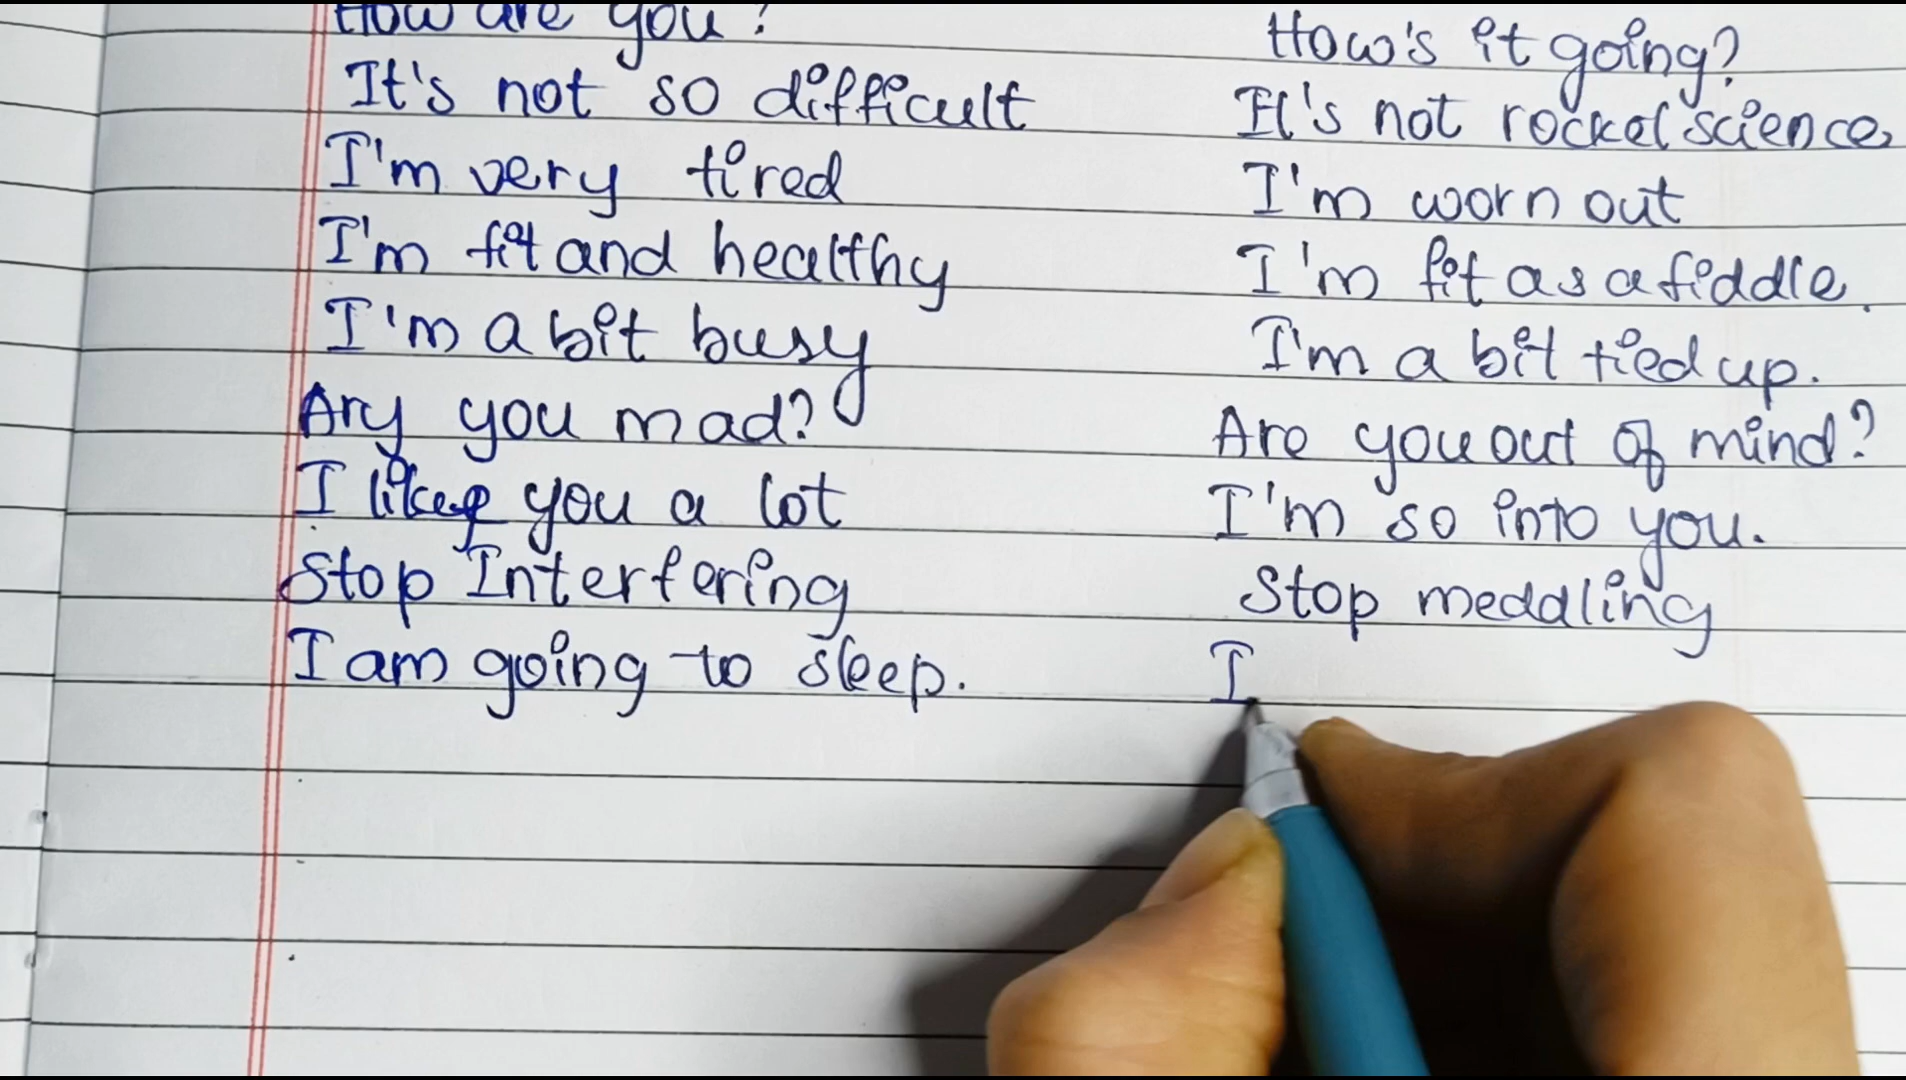 How are you? How's it going?
It's not so difficult It's not rocket science
I'm very tired I'm worn out
I'm fit and healthy I'm fit as a fiddle.
I'm a bit busy I'm a bit tied up.
Ary you mad? Are you out of mind?
I like you a lot I'm so into you.
Stop Interfering Stop meddling
I am going to sleep. I